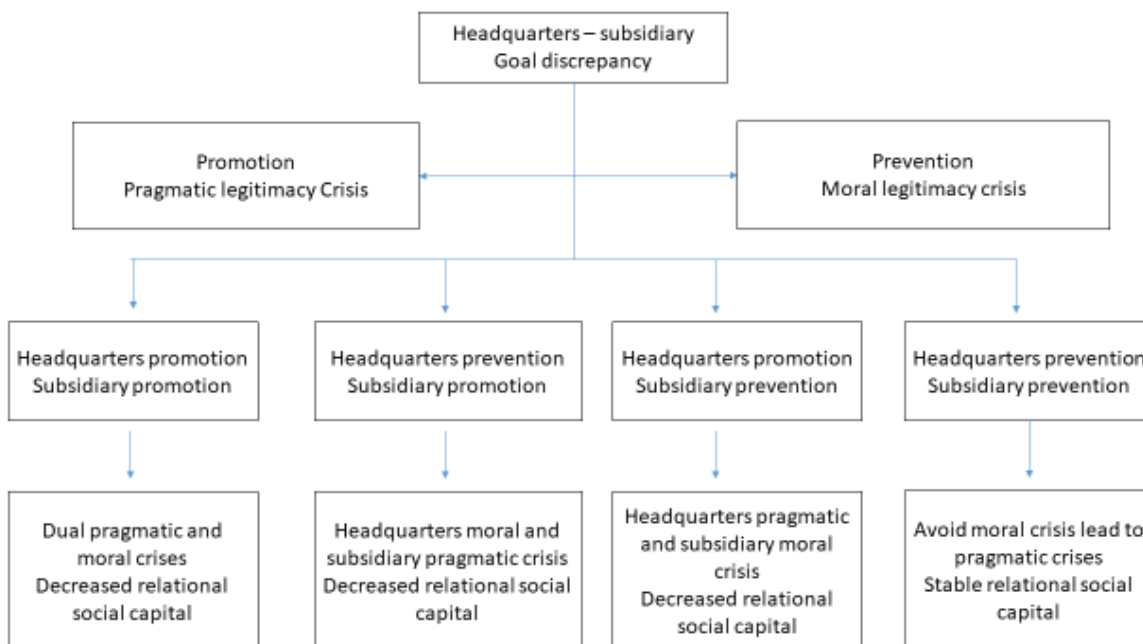 Headquarters – subsidiary
Goal discrepancy
Promotion
Pragmatic legitimacy Crisis
Prevention
Moral legitimacy crisis
Headquarters promotion
Subsidiary promotion
Headquarters prevention
Subsidiary promotion
Headquarters promotion
Subsidiary prevention
Headquarters prevention
Subsidiary prevention
Dual pragmatic and
moral crises
Decreased relational
social capital
Headquarters moral and
subsidiary pragmatic crisis
Decreased relational social
capital
Headquarters pragmatic
and subsidiary moral
crisis
Decreased relational
social capital
Avoid moral crisis lead to
pragmatic crises
Stable relational social
capital